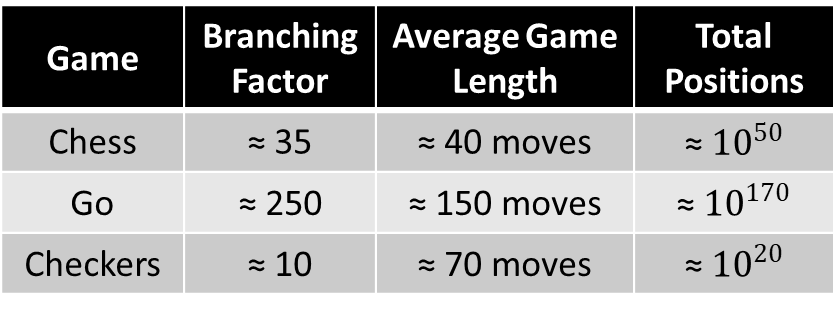 Game Branching Factor Average Game Length Total Positions
Chess ≈ 35 ≈ 40 moves ≈ 10^50
Go ≈ 250 ≈ 150 moves ≈ 10^170
Checkers ≈ 10 ≈ 70 moves ≈ 10^20